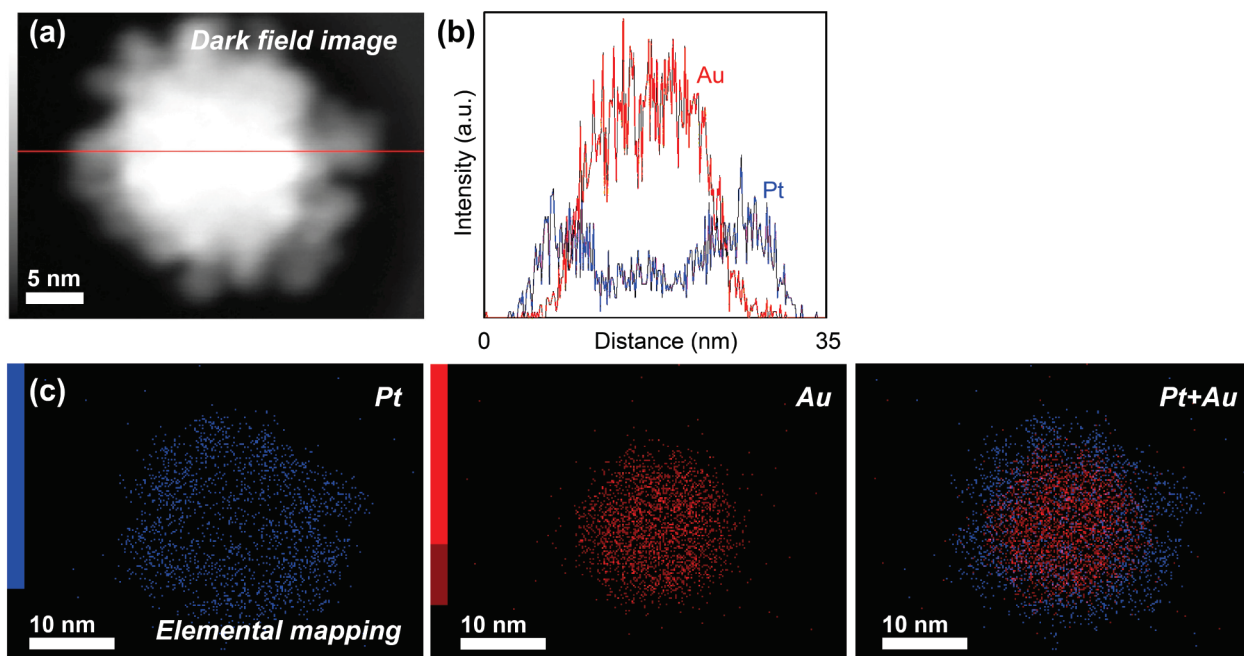 (a)
Dark field image
5 nm
(b)
Intensity (a.u.)
Au
Pt
0
Distance (nm)
35
(c)
Pt
10 nm
Elemental mapping
Au
10 nm
Pt+Au
10 nm